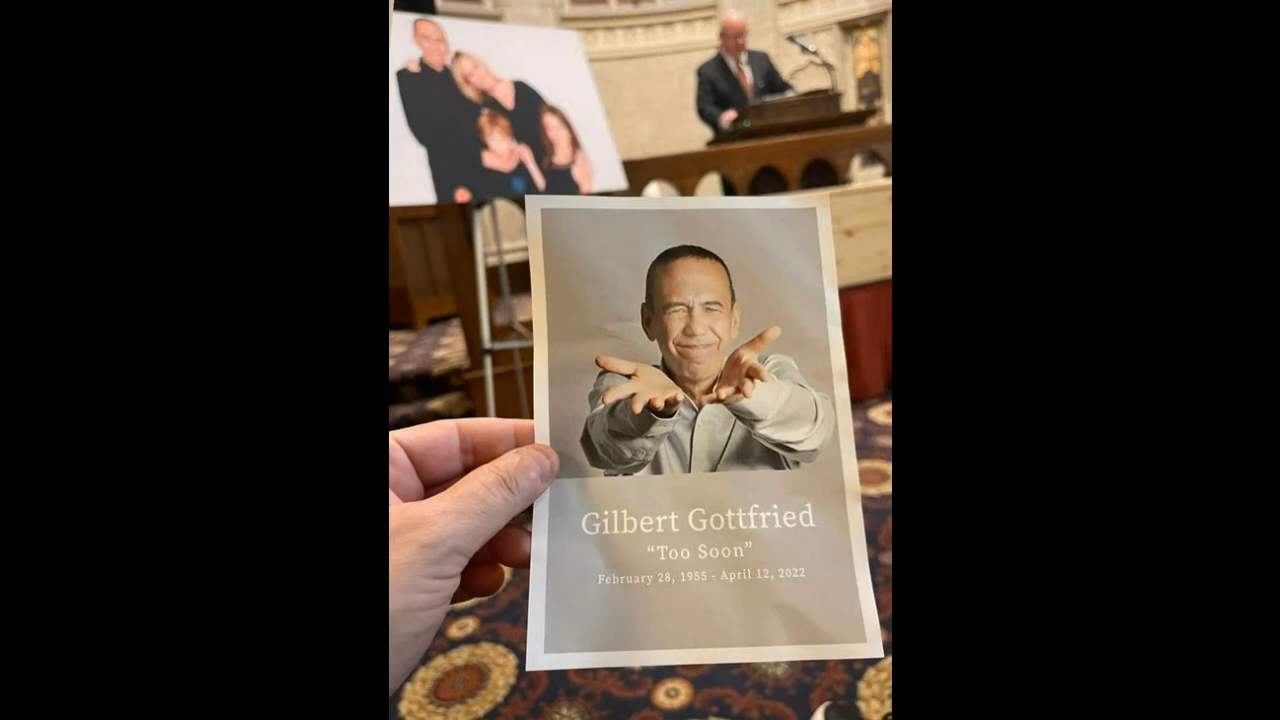 Gilbert Gottfried
“Too Soon”
February 28, 1955 - April 12, 2022